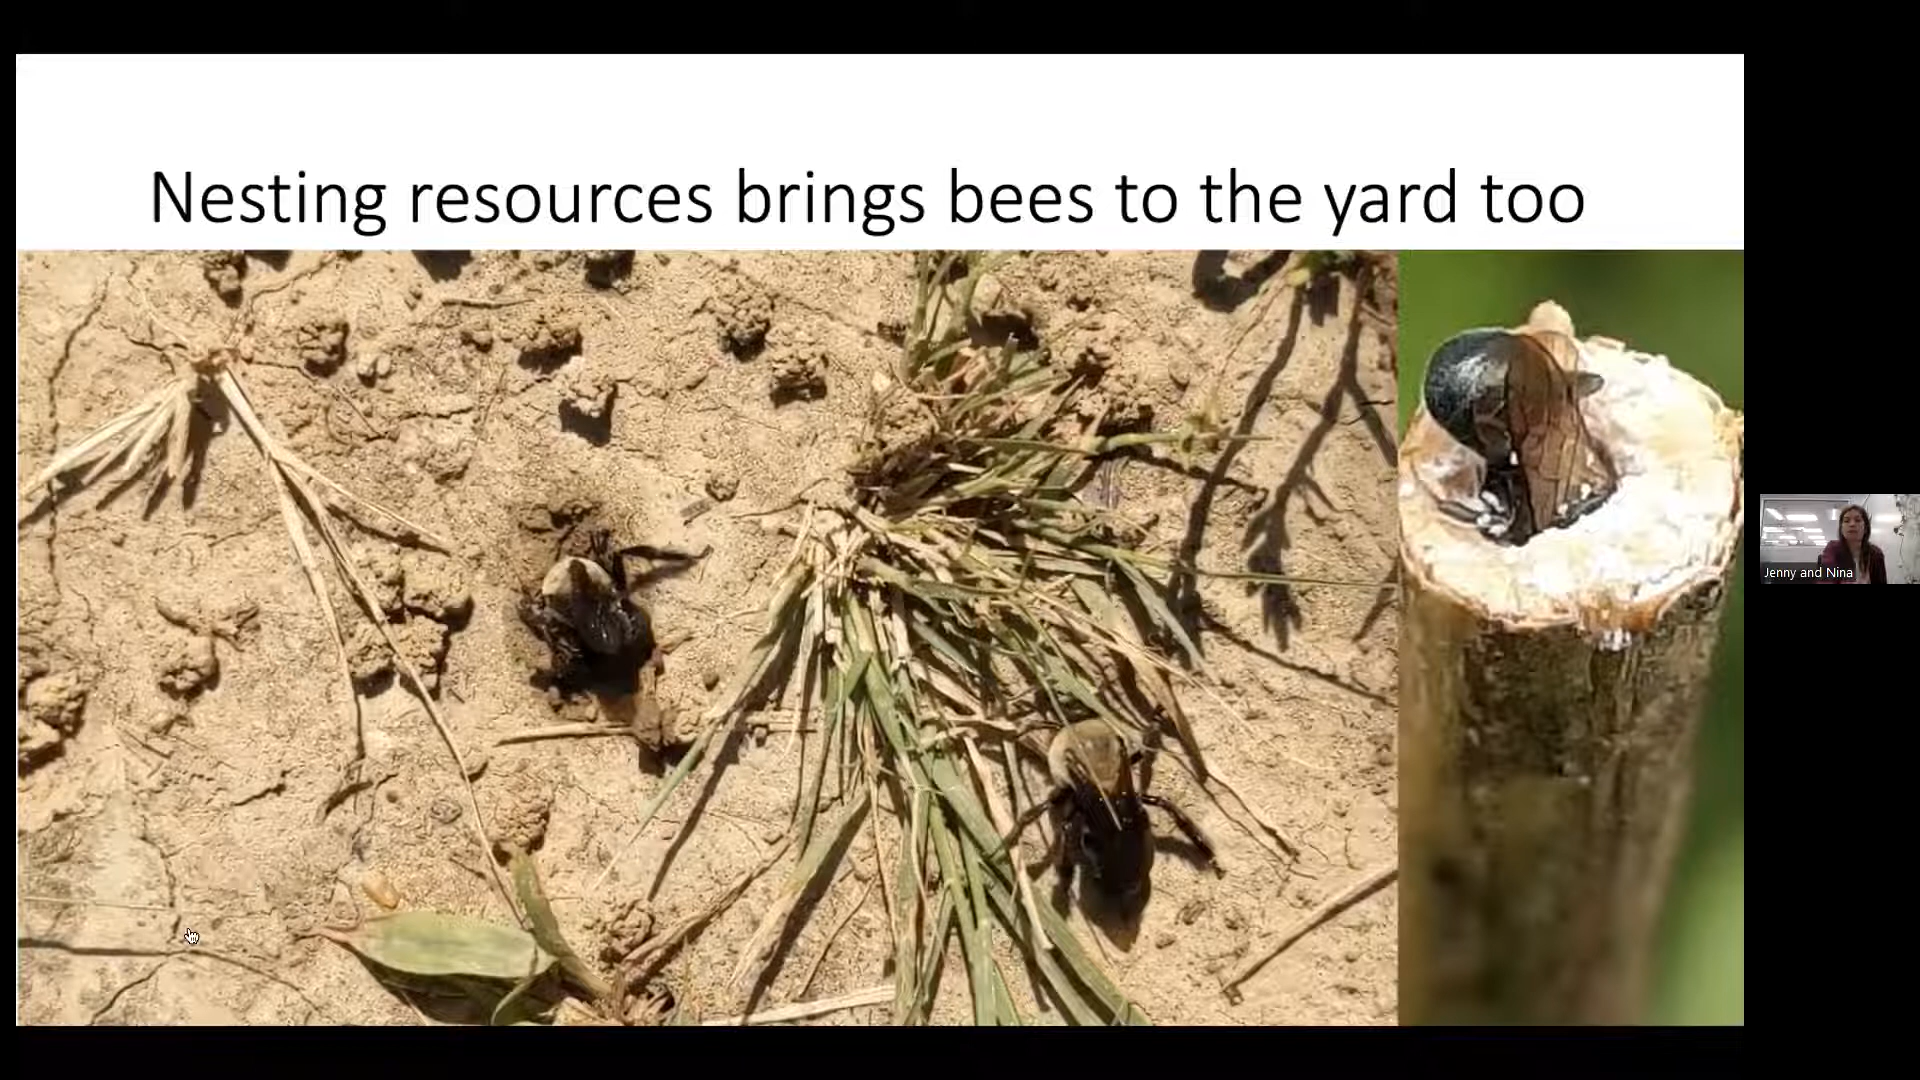 Nesting resources brings bees to the yard too
Jenny and Nina